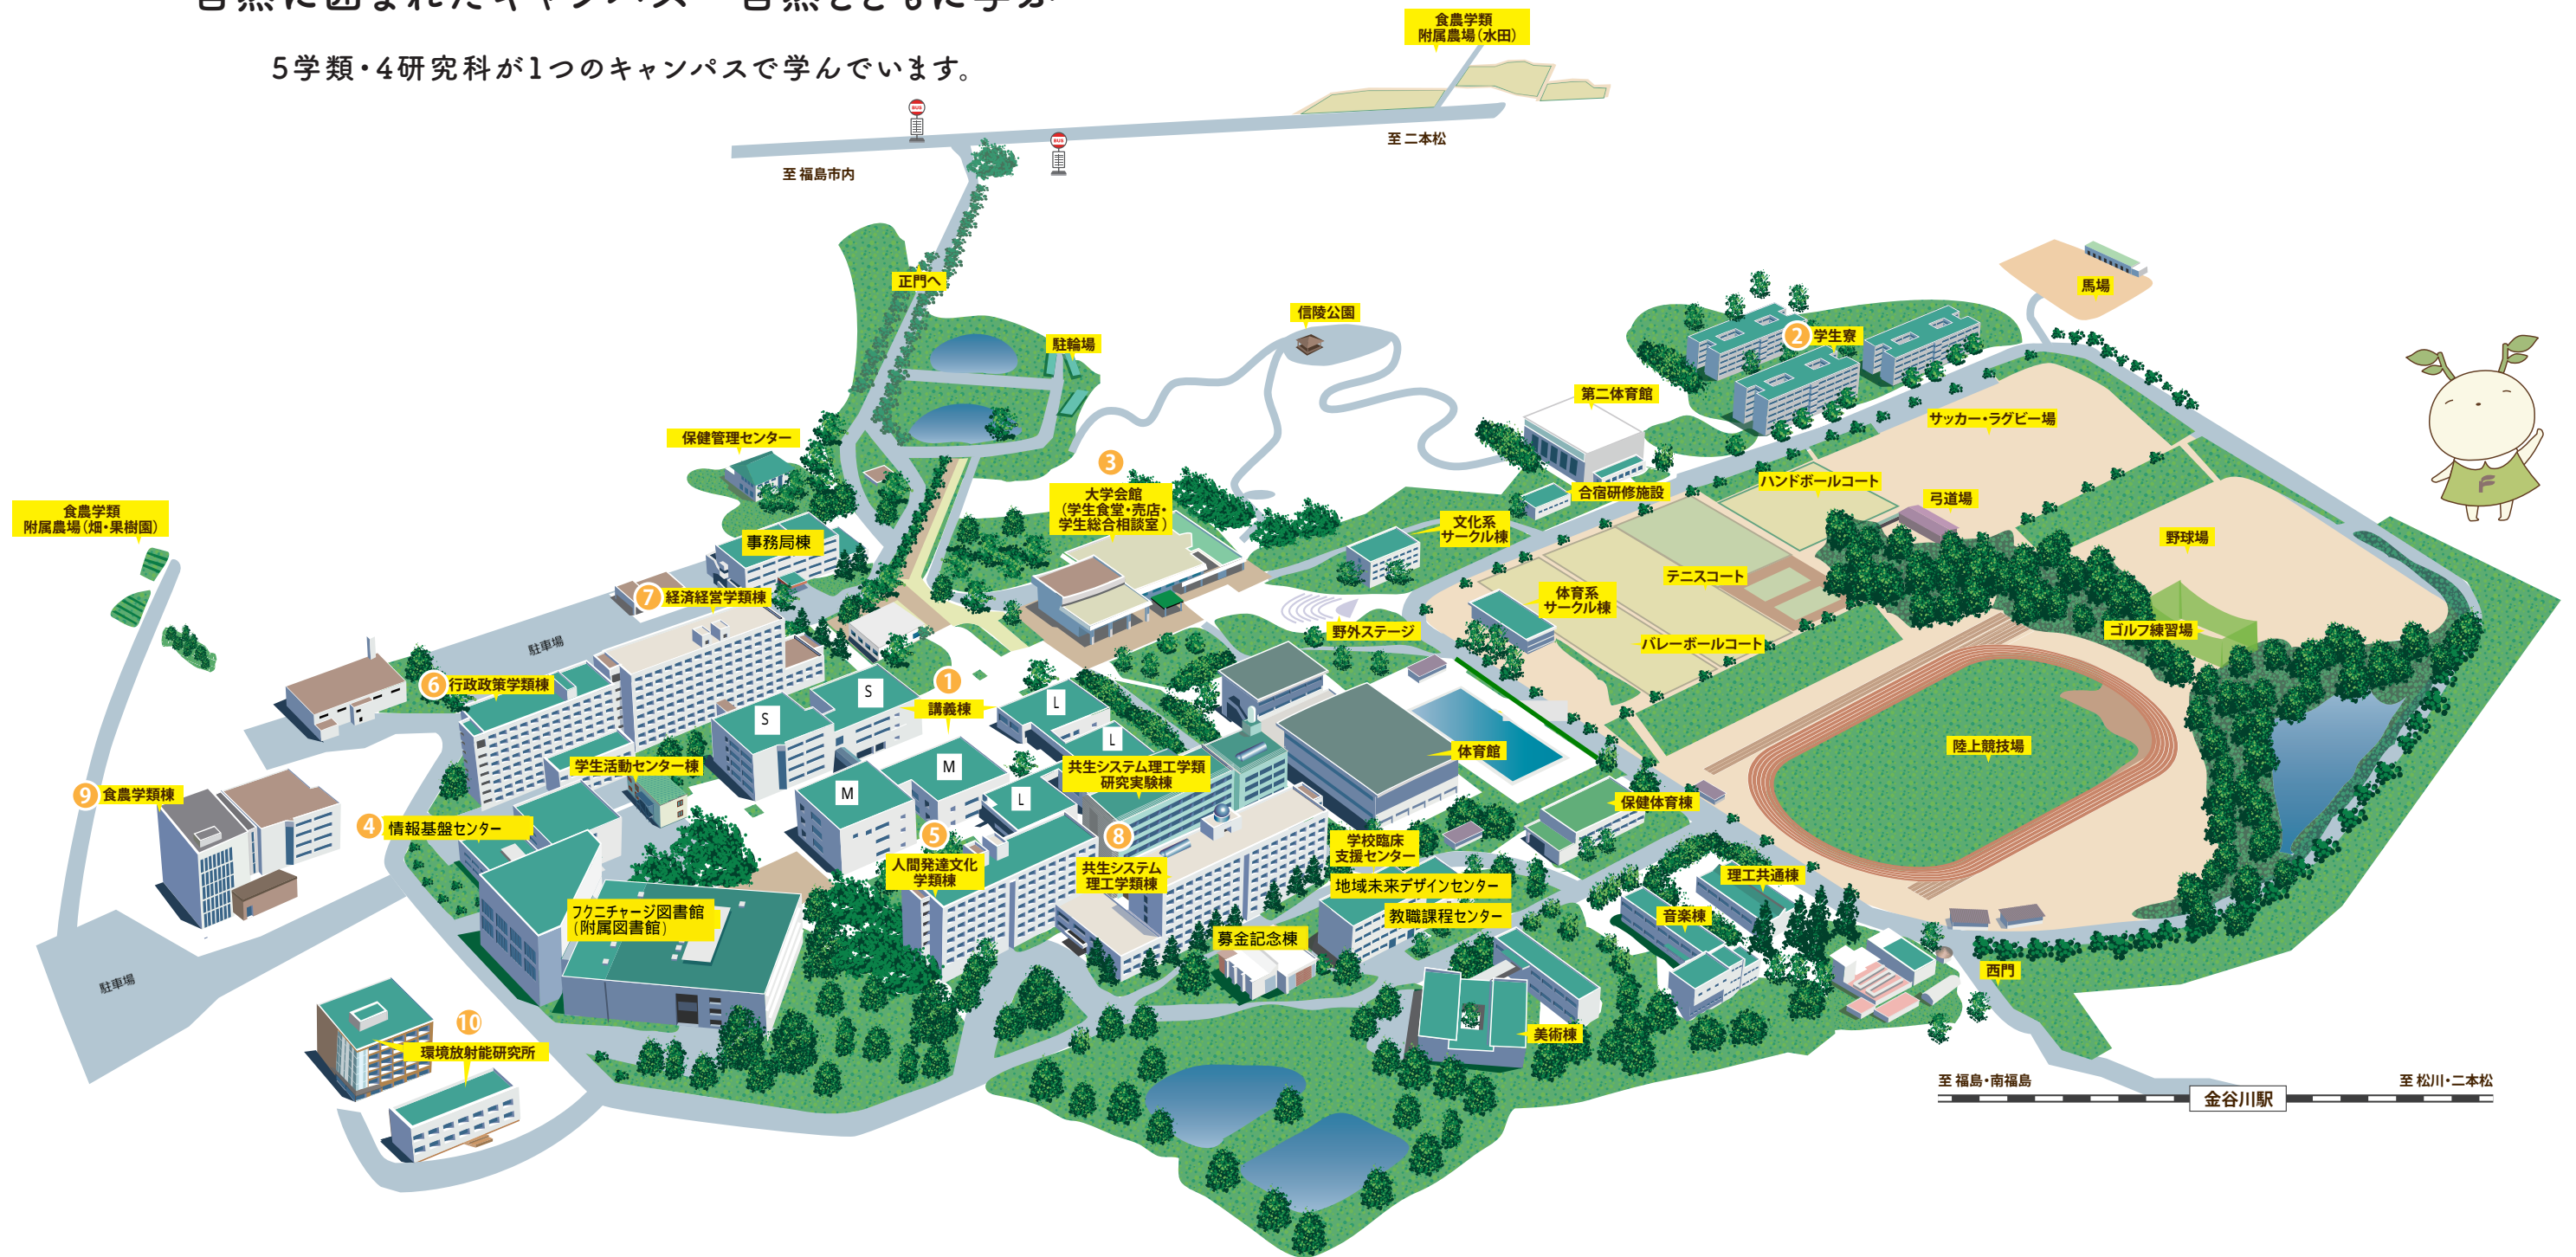 5学類・4研究科が1つのキャンパスで学んでいます。
食農学類
附属農場(水田)
BUS
BUS
至 二本松
至 福島市内
正門へ
駐輪場
信陵公園
馬場
2 学生寮
第二体育館
サッカー・ラグビー場
保健管理センター
3
大学会館
(学生食堂・売店・
学生総合相談室)
合宿研修施設
ハンドボールコート
弓道場
食農学類
附属農場(畑・果樹園)
文化系
サークル棟
野球場
事務局棟
テニスコート
7 経済経営学類棟
体育系
サークル棟
野外ステージ
バレーボールコート
ゴルフ練習場
駐車場
6 行政政策学類棟
1
講義棟
S
S
L
L
M
M
L
学生活動センター棟
共生システム理工学類
研究実験棟
体育館
陸上競技場
9 食農学類棟
4 情報基盤センター
保健体育棟
5
人間発達文化
学類棟
8
共生システム
理工学類棟
学校臨床
支援センター
地域未来デザインセンター
教職課程センター
理工共通棟
音楽棟
フクニチャージ図書館
(附属図書館)
募金記念棟
西門
駐車場
美術棟
10
環境放射能研究所
F
至 福島・南福島
金谷川駅
至 松川・二本松